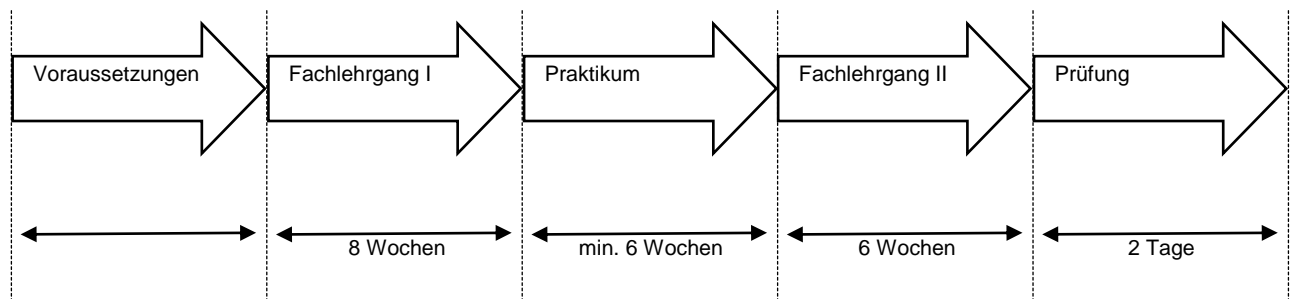 Voraussetzungen
Fachlehrgang I
Praktikum
Fachlehrgang II
Prüfung
8 Wochen
min. 6 Wochen
6 Wochen
2 Tage